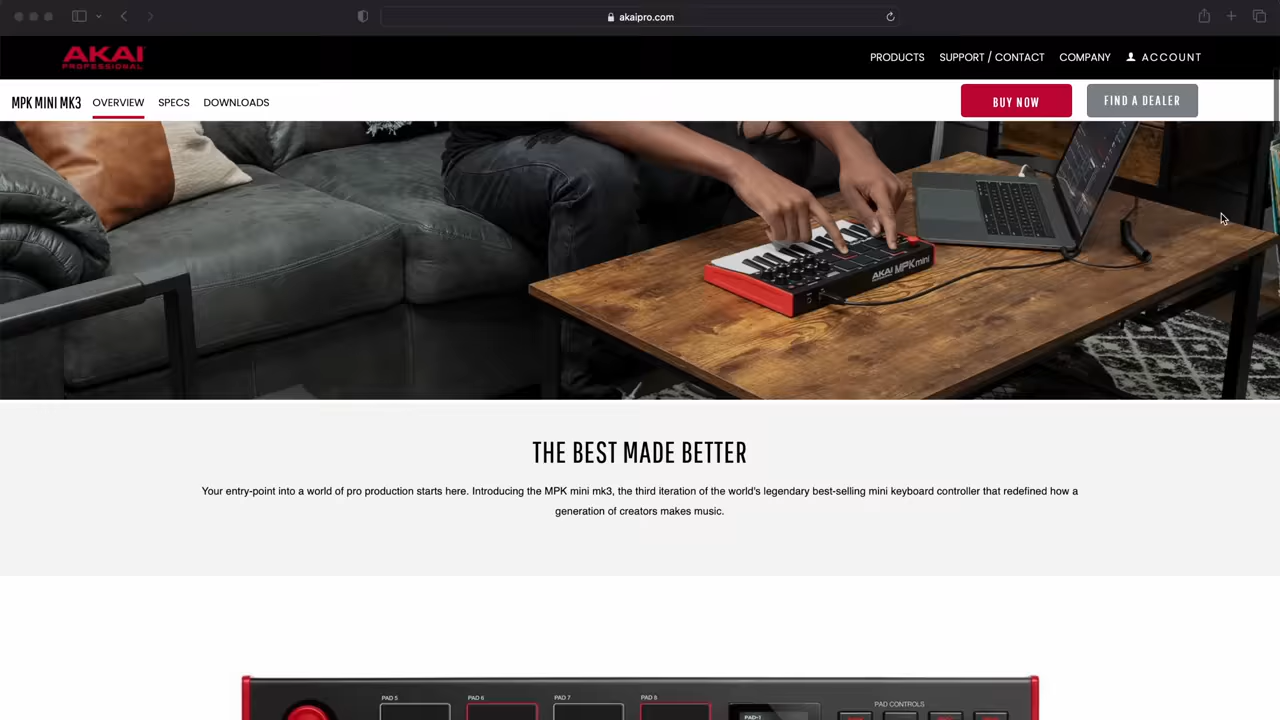 akaipro.com
AKAI
PROFESSIONAL
PRODUCTS
SUPPORT / CONTACT
COMPANY
ACCOUNT
MPK MINI MK3
OVERVIEW
SPECS
DOWNLOADS
BUY NOW
FIND A DEALER
AKAI MPKmini
THE BEST MADE BETTER
Your entry-point into a world of pro production starts here. Introducing the MPK mini mk3, the third iteration of the world's legendary best-selling mini keyboard controller that redefined how a
generation of creators makes music.
PAD 5
PAD 6
PAD 7
PAD 8
PAD-1
PAD CONTROLS